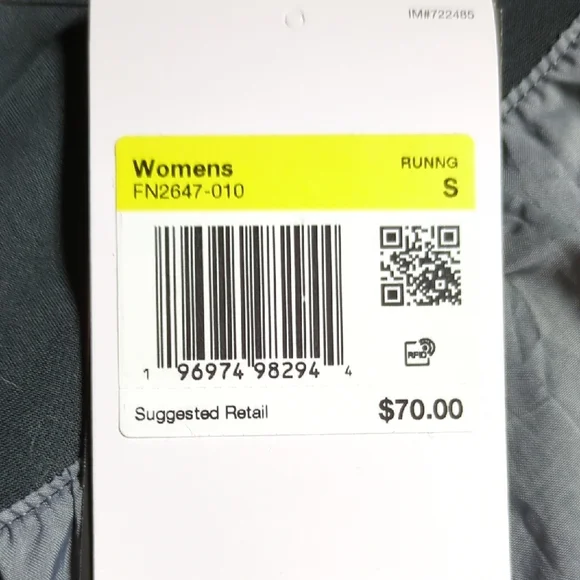 IM#722485
Womens RUNNG
FN2647-010 S
1 96974 98294 4
RFID
Suggested Retail $70.00